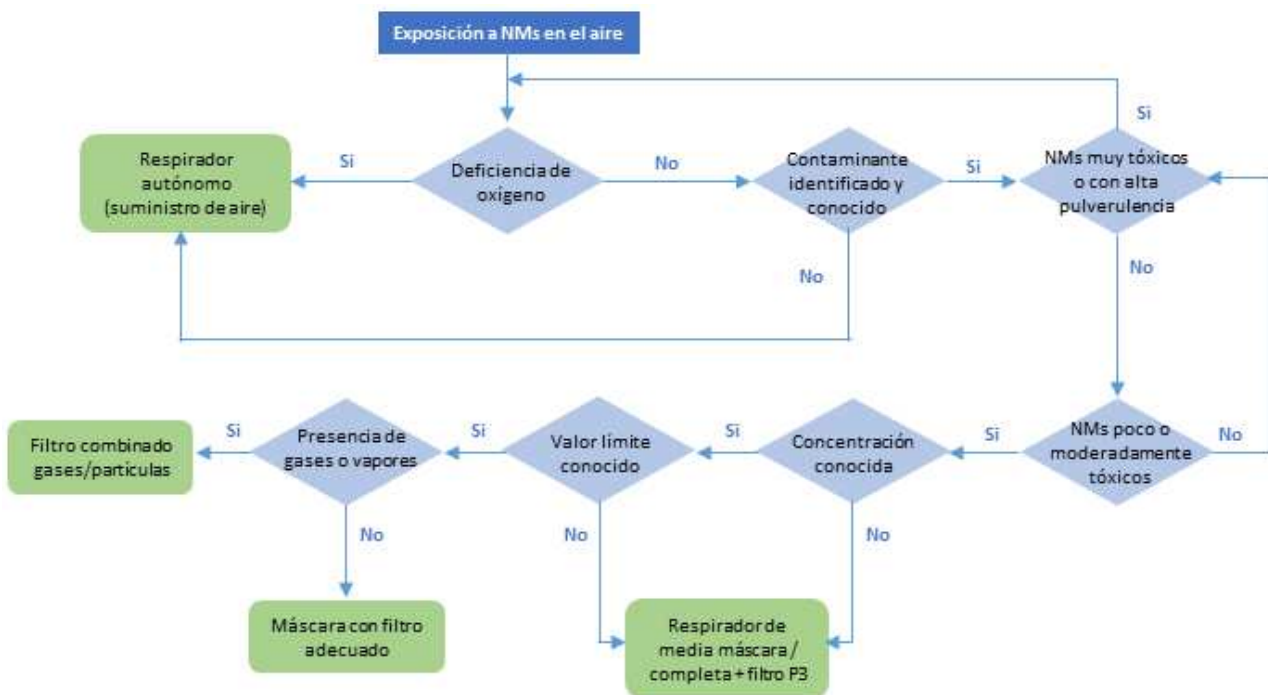 Exposición a NMs en el aire
Si
Respirador
autónomo
(suministro de aire)
Si
Deficiencia de
oxígeno
No
Contaminante
identificado y
conocido
Si
NMs muy tóxicos
o con alta
pulverulencia
No
No
Filtro combinado
gases/partículas
Si
Presencia de
gases o vapores
Si
Valor límite
conocido
Si
Concentración
conocida
Si
NMs poco o
moderadamente
tóxicos
No
No
No
No
Máscara con filtro
adecuado
Respirador de
media máscara /
completa + filtro P3